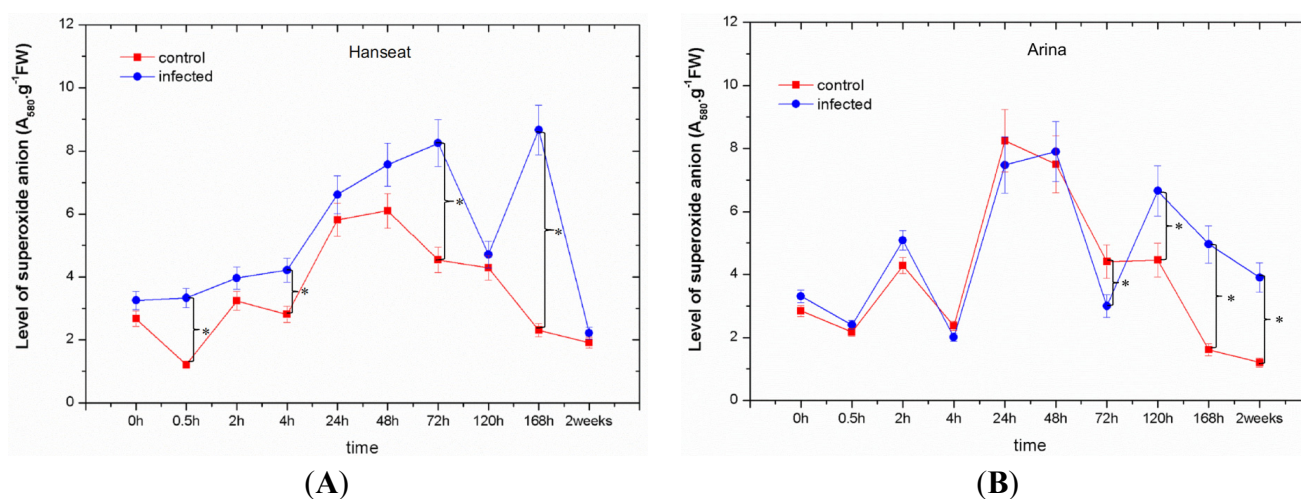 Hanseat
control
infected
Level of superoxide anion (A₅₈₀.g⁻¹FW)
12
10
8
6
4
2
0
*
*
*
*
0h 0.5h 2h 4h 24h 48h 72h 120h 168h 2weeks
time
(A)
Arina
control
infected
Level of superoxide anion (A₅₈₀.g⁻¹FW)
12
10
8
6
4
2
0
*
*
*
*
0h 0.5h 2h 4h 24h 48h 72h 120h 168h 2weeks
time
(B)